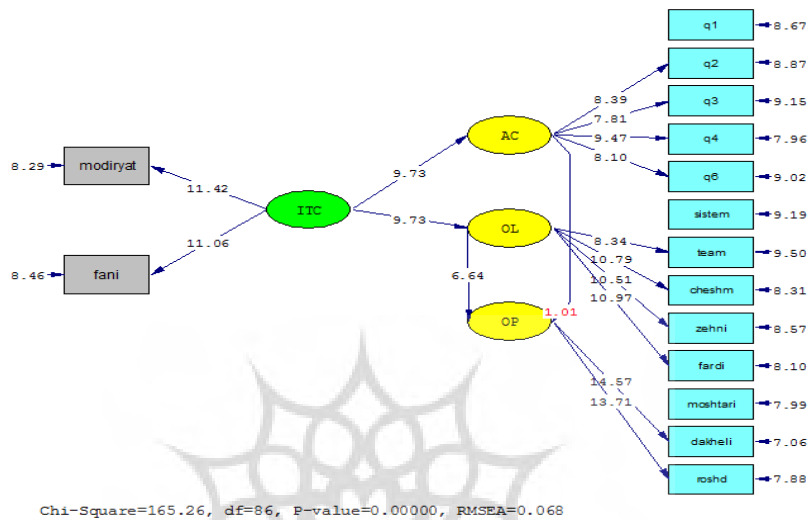 q1 8.67
q2 8.87
8.39
q3 9.15
7.81
AC
q4 7.96
9.47
8.29 modiryat
8.10
q6 9.02
9.73
11.42
ITC
sistem 9.19
9.73
OL
8.34
team 9.50
11.06
10.79
8.46 fani
6.64
10.51
cheshm 8.31
10.97
1.01
OP
zehni 8.57
fardi 8.10
14.57
moshtari 7.99
13.71
dakheli 7.06
roshd 7.88
Chi-Square=165.26, df=86, P-value=0.00000, RMSEA=0.068